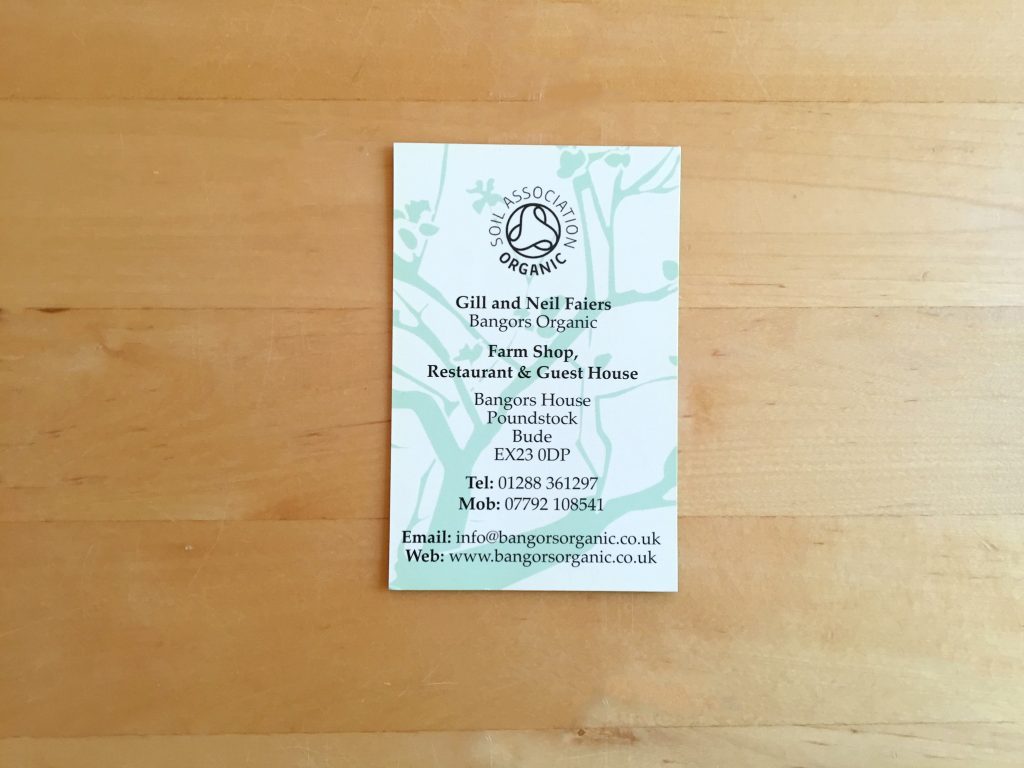 SOIL ASSOCIATION
ORGANIC
Gill and Neil Faiers
Bangors Organic
Farm Shop,
Restaurant & Guest House
Bangors House
Poundstock
Bude
EX23 0DP
Tel: 01288 361297
Mob: 07792 108541
Email: info@bangorsorganic.co.uk
Web: www.bangorsorganic.co.uk